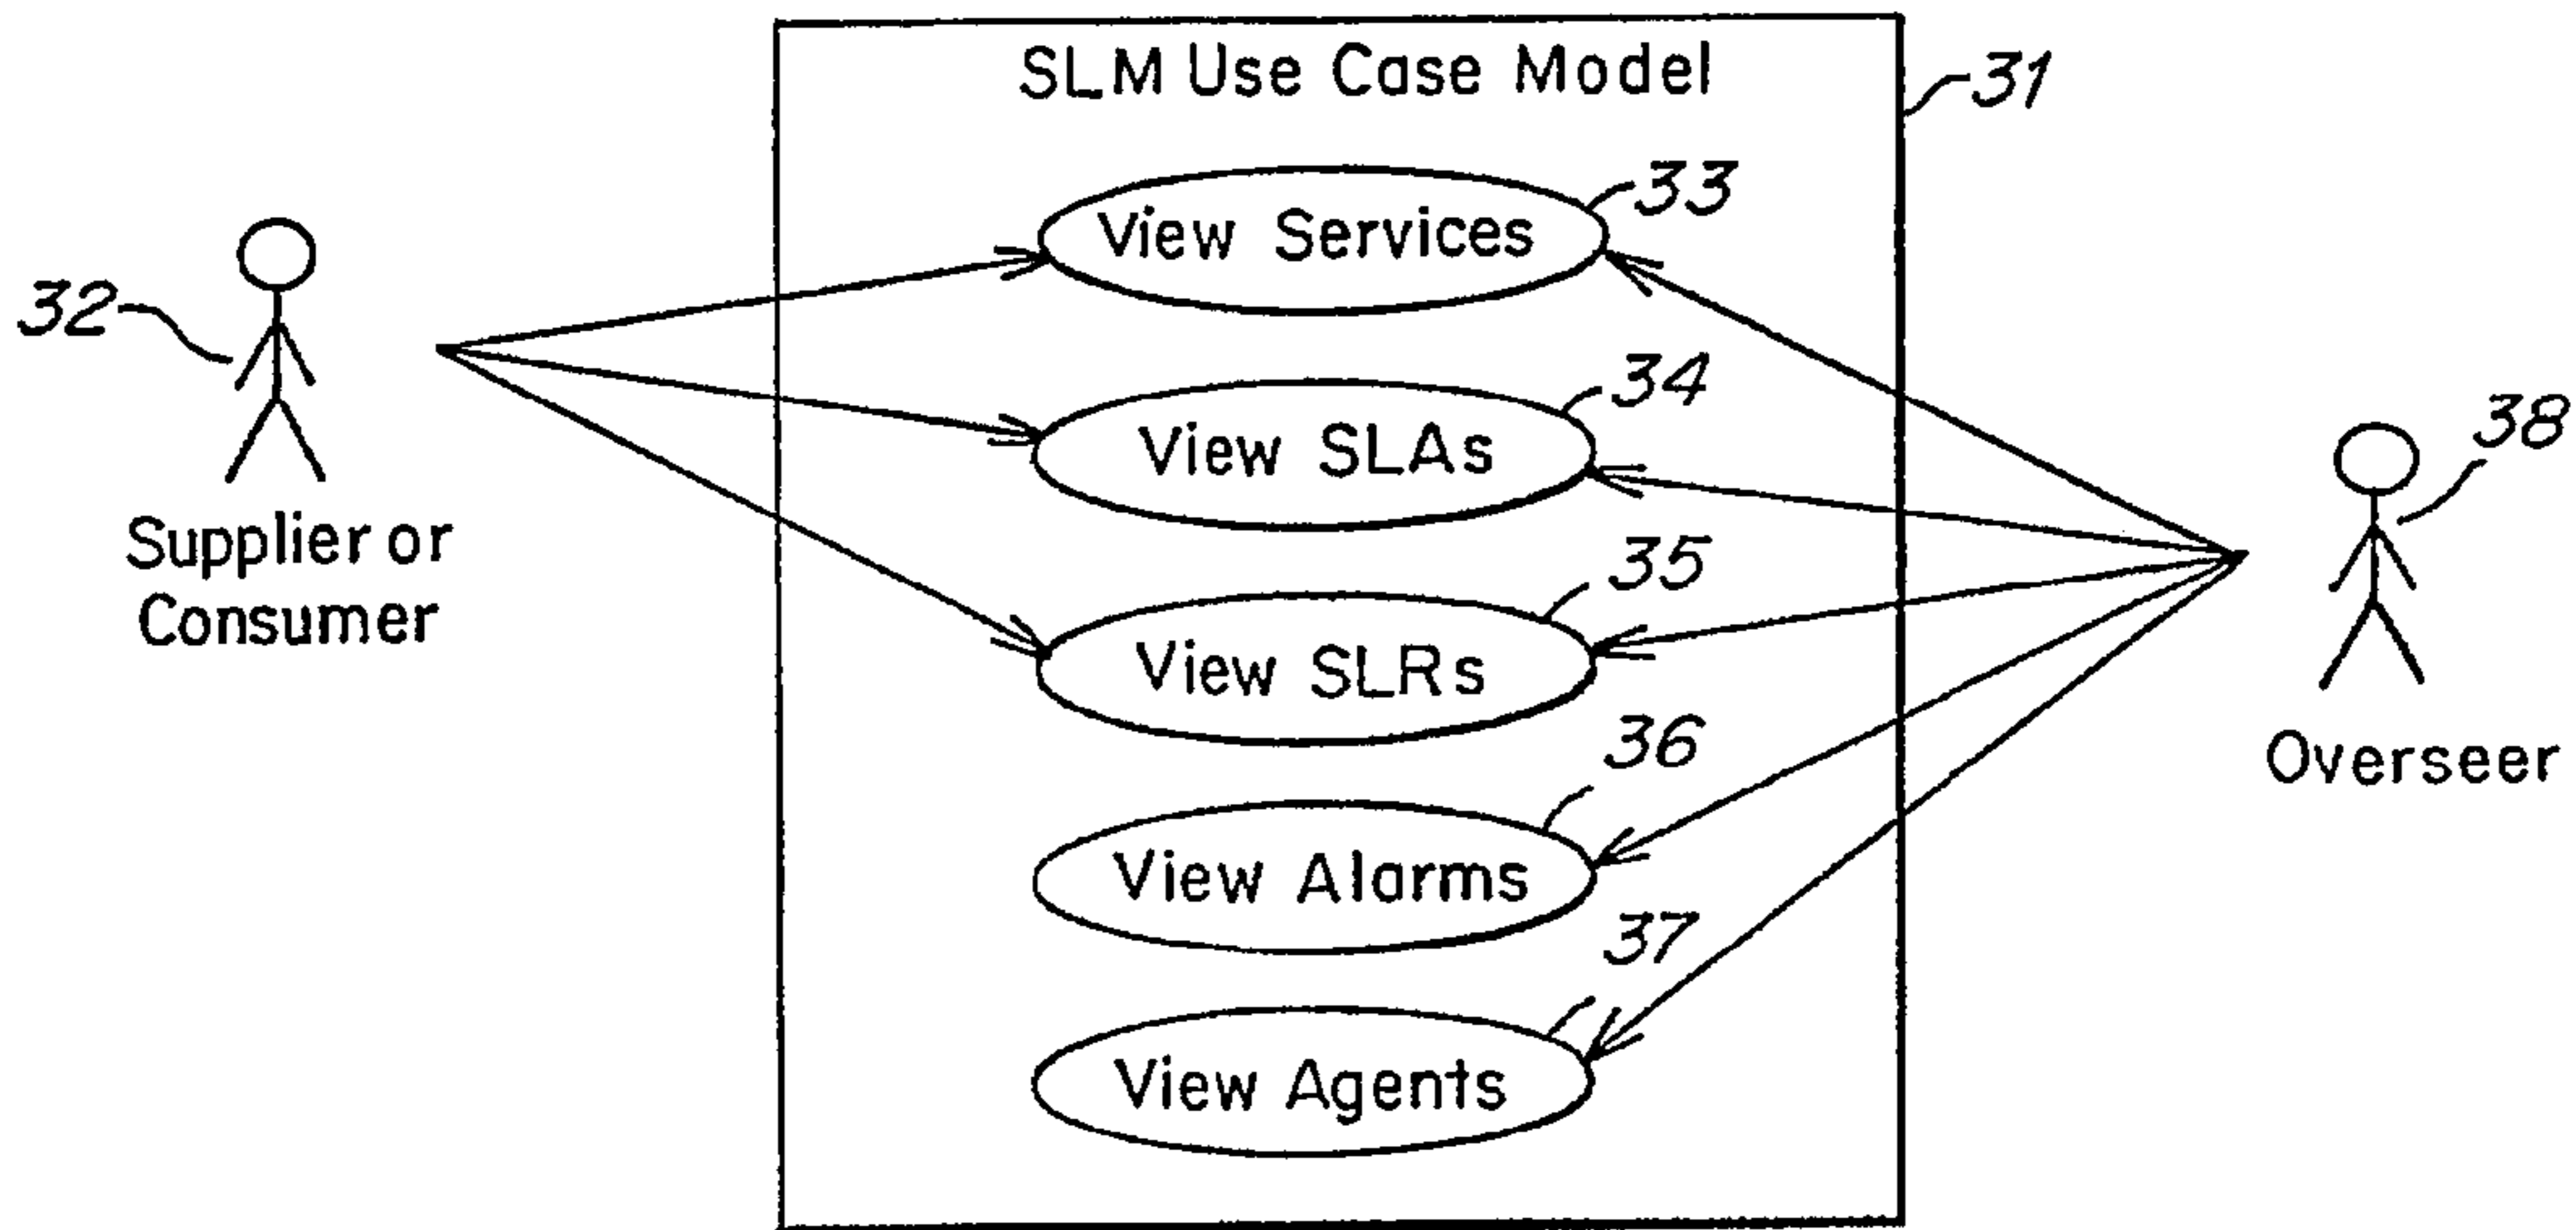 SLM Use Case Model
31
View Services
33
32
View SLAs
34
38
Supplier or
Consumer
View SLRs
35
36
Overseer
View Alarms
37
View Agents